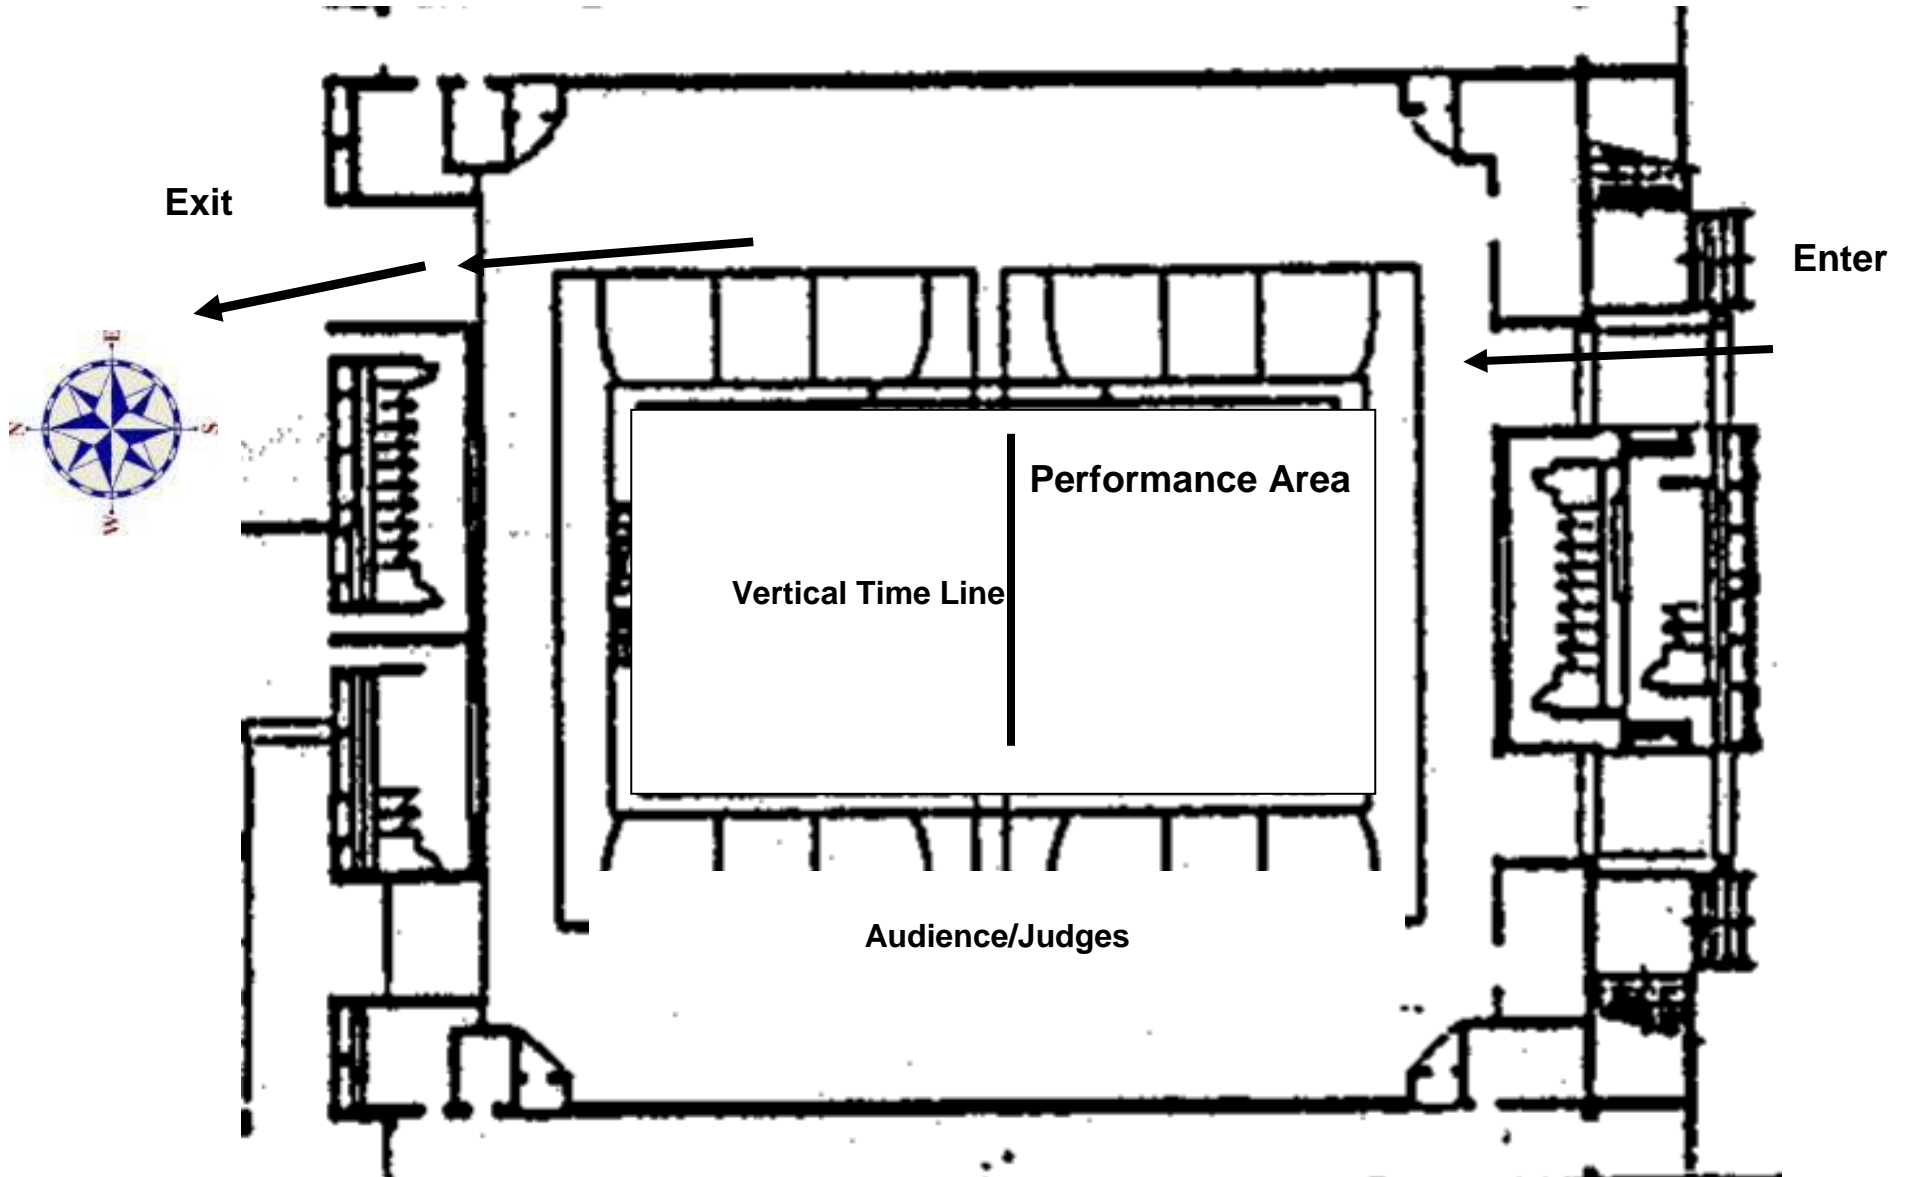 Exit
Enter
E
N
S
W
Performance Area
Vertical Time Line
Audience/Judges